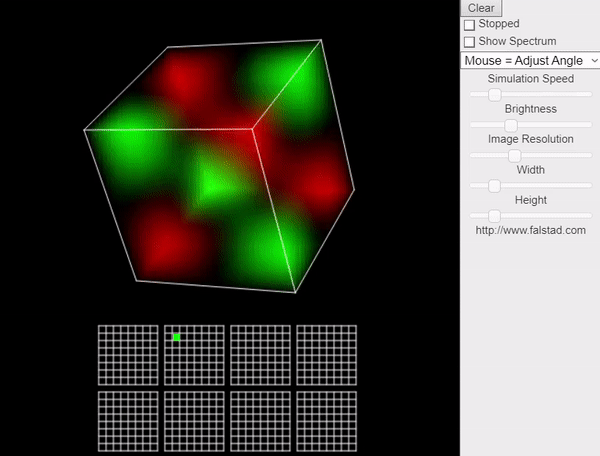 Clear
Stopped
Show Spectrum
Mouse = Adjust Angle
Simulation Speed
Brightness
Image Resolution
Width
Height
http://www.falstad.com